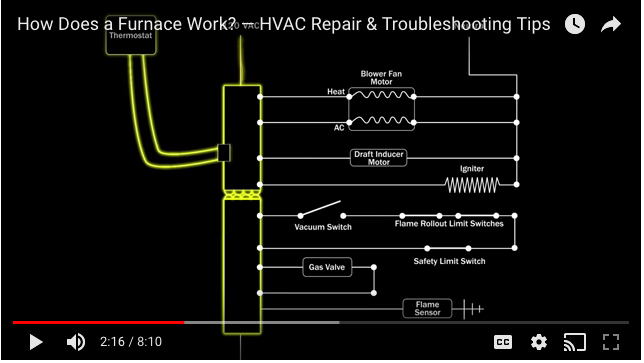 How Does a Furnace Work? – HVAC Repair & Troubleshooting Tips
Thermostat
VAC
Blower Fan
Motor
Heat
AC
Draft Inducer
Motor
Igniter
Vacuum Switch
Flame Rollout Limit Switches
Safety Limit Switch
Gas Valve
Flame
Sensor
2:16 / 8:10
CC